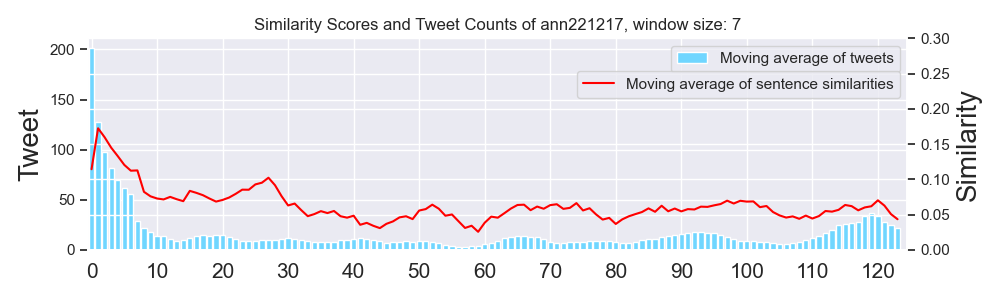 Similarity Scores and Tweet Counts of ann221217, window size: 7
Moving average of tweets
Moving average of sentence similarities
Tweet
200
150
100
50
0
Similarity
0.30
0.25
0.20
0.15
0.10
0.05
0.00
0 10 20 30 40 50 60 70 80 90 100 110 120